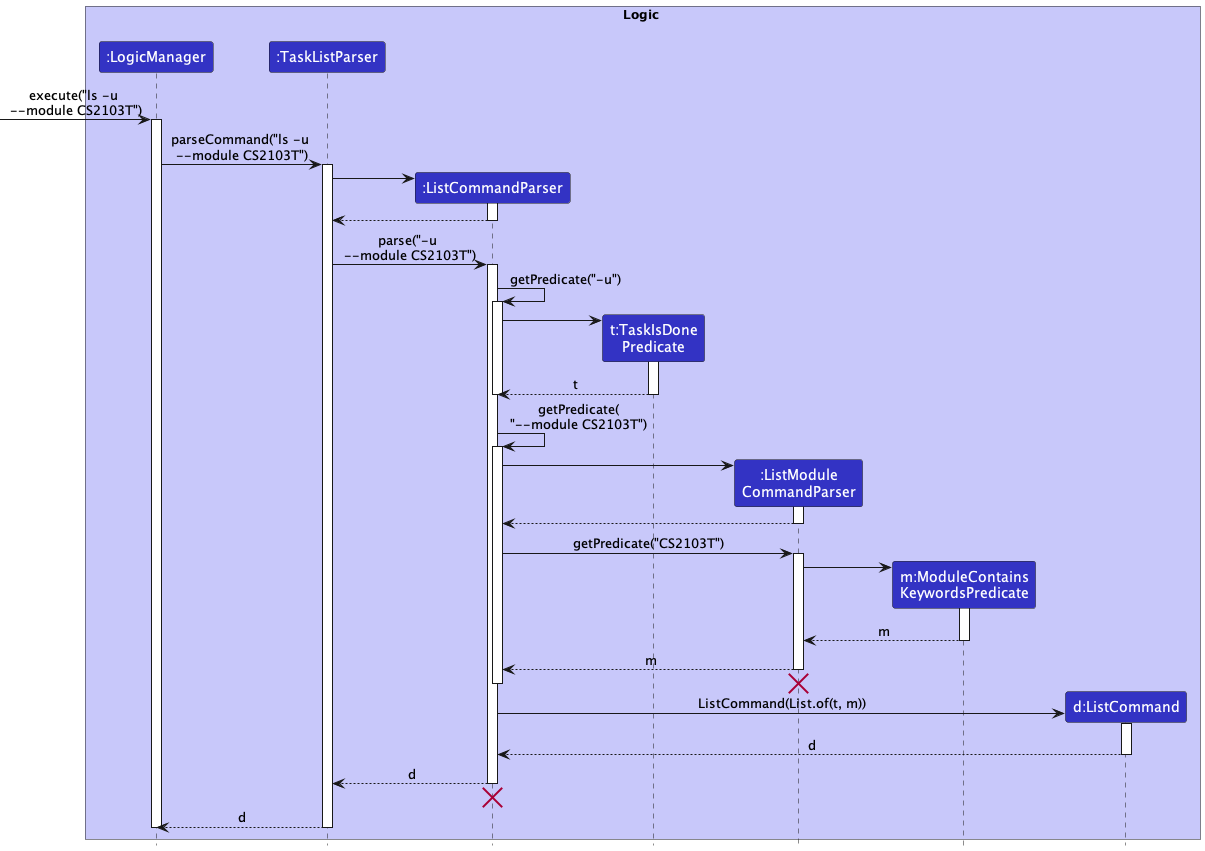 Logic
:LogicManager
:TaskListParser
execute("ls -u
--module CS2103T")
parseCommand("ls -u
--module CS2103T")
:ListCommandParser
parse("-u
--module CS2103T")
getPredicate("-u")
t:TaskIsDone
Predicate
t
getPredicate(
"--module CS2103T")
:ListModule
CommandParser
getPredicate("CS2103T")
m:ModuleContains
KeywordsPredicate
m
m
ListCommand(List.of(t, m))
d:ListCommand
d
d
d